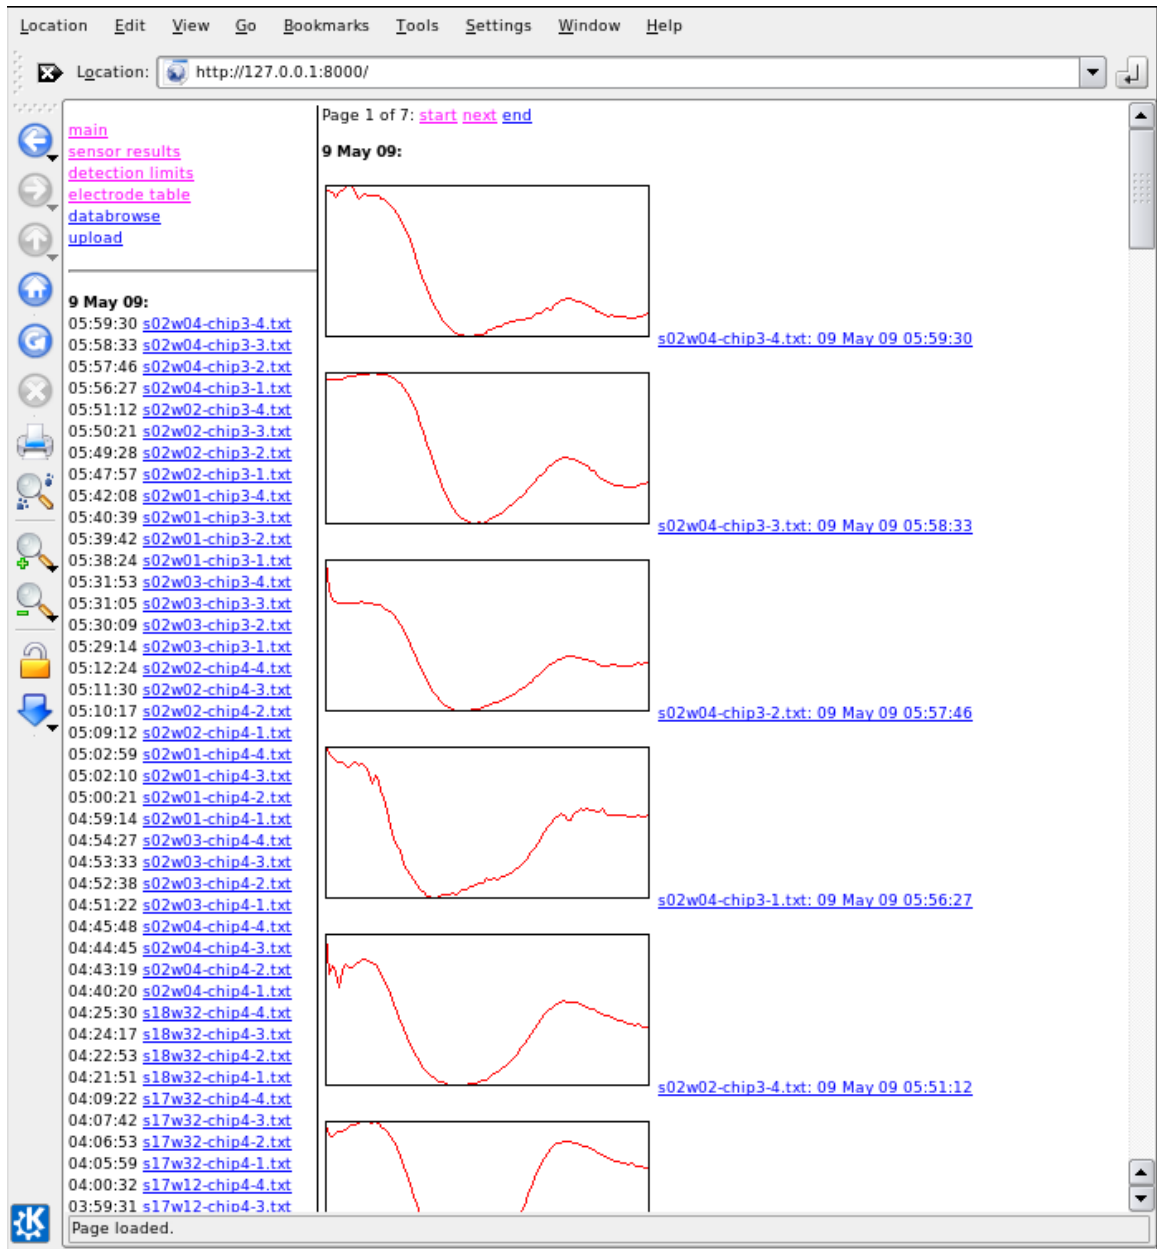 Location Edit View Go Bookmarks Tools Settings Window Help
Location: http://127.0.0.1:8000/
main
sensor results
detection limits
electrode table
databrowse
upload
9 May 09:
05:59:30 s02w04-chip3-4.txt
05:58:33 s02w04-chip3-3.txt
05:57:46 s02w04-chip3-2.txt
05:56:27 s02w04-chip3-1.txt
05:51:12 s02w02-chip3-4.txt
05:50:21 s02w02-chip3-3.txt
05:49:28 s02w02-chip3-2.txt
05:47:57 s02w02-chip3-1.txt
05:42:08 s02w01-chip3-4.txt
05:40:39 s02w01-chip3-3.txt
05:39:42 s02w01-chip3-2.txt
05:38:24 s02w01-chip3-1.txt
05:31:53 s02w03-chip3-4.txt
05:31:05 s02w03-chip3-3.txt
05:30:09 s02w03-chip3-2.txt
05:29:14 s02w03-chip3-1.txt
05:12:24 s02w02-chip4-4.txt
05:11:30 s02w02-chip4-3.txt
05:10:17 s02w02-chip4-2.txt
05:09:12 s02w02-chip4-1.txt
05:02:59 s02w01-chip4-4.txt
05:02:10 s02w01-chip4-3.txt
05:00:21 s02w01-chip4-2.txt
04:59:14 s02w01-chip4-1.txt
04:54:27 s02w03-chip4-4.txt
04:53:33 s02w03-chip4-3.txt
04:52:38 s02w03-chip4-2.txt
04:51:22 s02w03-chip4-1.txt
04:45:48 s02w04-chip4-4.txt
04:44:45 s02w04-chip4-3.txt
04:43:19 s02w04-chip4-2.txt
04:40:20 s02w04-chip4-1.txt
04:25:30 s18w32-chip4-4.txt
04:24:17 s18w32-chip4-3.txt
04:22:53 s18w32-chip4-2.txt
04:21:51 s18w32-chip4-1.txt
04:09:22 s17w32-chip4-4.txt
04:07:42 s17w32-chip4-3.txt
04:06:53 s17w32-chip4-2.txt
04:05:59 s17w32-chip4-1.txt
04:00:32 s17w12-chip4-4.txt
03:59:31 s17w12-chip4-3.txt
Page 1 of 7: start next end
9 May 09:
s02w04-chip3-4.txt: 09 May 09 05:59:30
s02w04-chip3-3.txt: 09 May 09 05:58:33
s02w04-chip3-2.txt: 09 May 09 05:57:46
s02w04-chip3-1.txt: 09 May 09 05:56:27
s02w02-chip3-4.txt: 09 May 09 05:51:12
Page loaded.